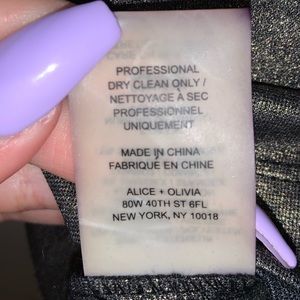 PROFESSIONAL
DRY CLEAN ONLY /
NETTOYAGE A SEC
PROFESSIONNEL
UNIQUEMENT
MADE IN CHINA
FABRIQUE EN CHINE
ALICE + OLIVIA
80W 40TH ST 6FL
NEW YORK, NY 10018